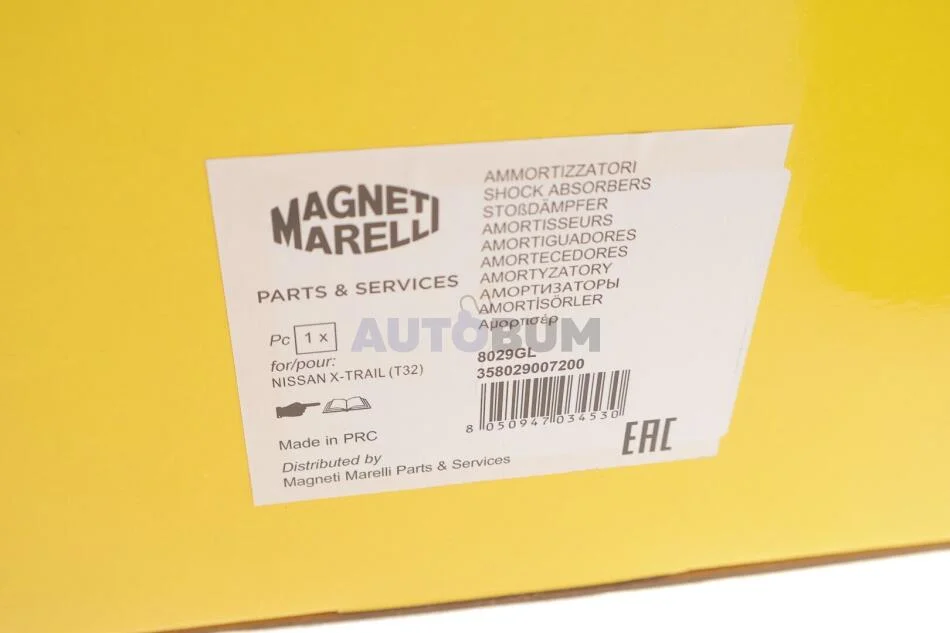 MAGNETI
MARELLI
PARTS & SERVICES
Pc 1 x
for/pour:
NISSAN X-TRAIL (T32)
Made in PRC
Distributed by
Magneti Marelli Parts & Services
AMMORTIZZATORI
SHOCK ABSORBERS
STOßDÄMPFER
AMORTISSEURS
AMORTIGUADORES
AMORTECEDORES
AMORTYZATORY
АМОРТИЗАТОРЫ
AMORTİSÖRLER
Αμορτισέρ
8029GL
358029007200
8 050947 034530
EAC
AUTOBUM